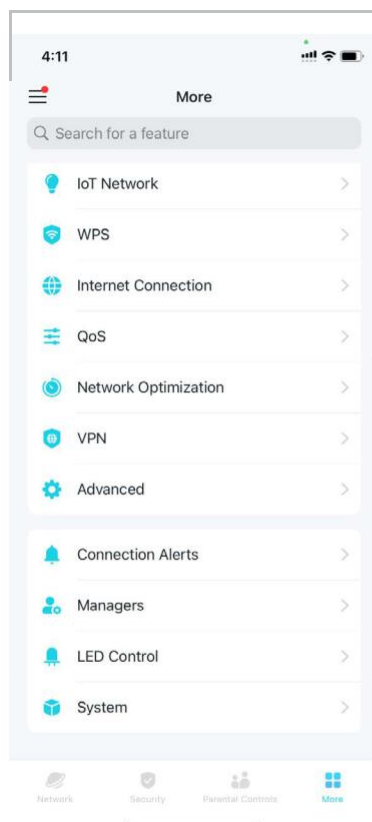 4:11
More
Search for a feature
IoT Network
WPS
Internet Connection
QoS
Network Optimization
VPN
Advanced
Connection Alerts
Managers
LED Control
System
Network Security Parental Controls More